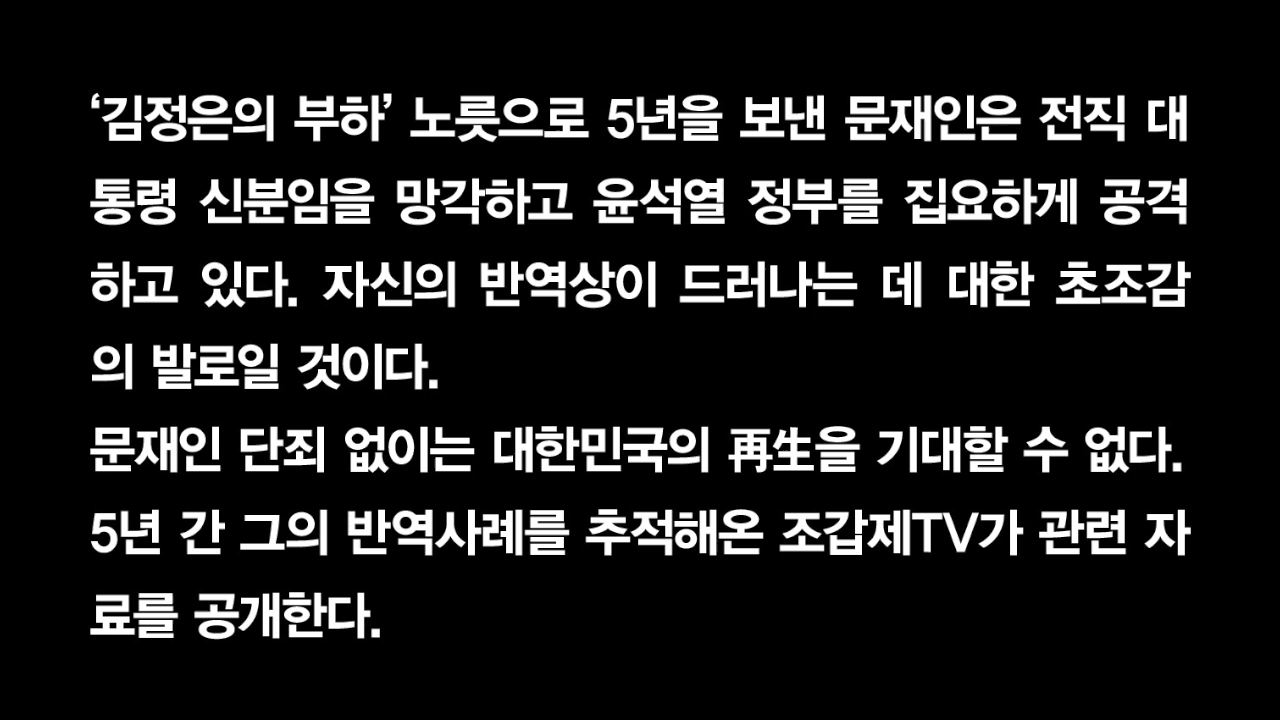 ‘김정은의 부하’ 노릇으로 5년을 보낸 문재인은 전직 대
통령 신분임을 망각하고 윤석열 정부를 집요하게 공격
하고 있다. 자신의 반역상이 드러나는 데 대한 초조감
의 발로일 것이다.
문재인 단죄 없이는 대한민국의 再生을 기대할 수 없다.
5년 간 그의 반역사례를 추적해온 조갑제TV가 관련 자
료를 공개한다.